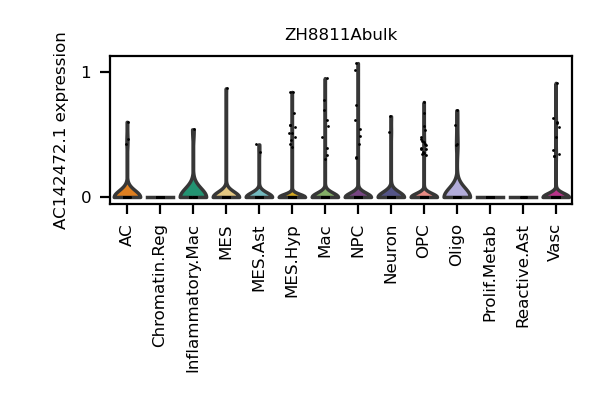 ZH8811Abulk
AC142472.1 expression
1
0
AC
Chromatin.Reg
Inflammatory.Mac
MES
MES.Ast
MES.Hyp
Mac
NPC
Neuron
OPC
Oligo
Prolif.Metab
Reactive.Ast
Vasc